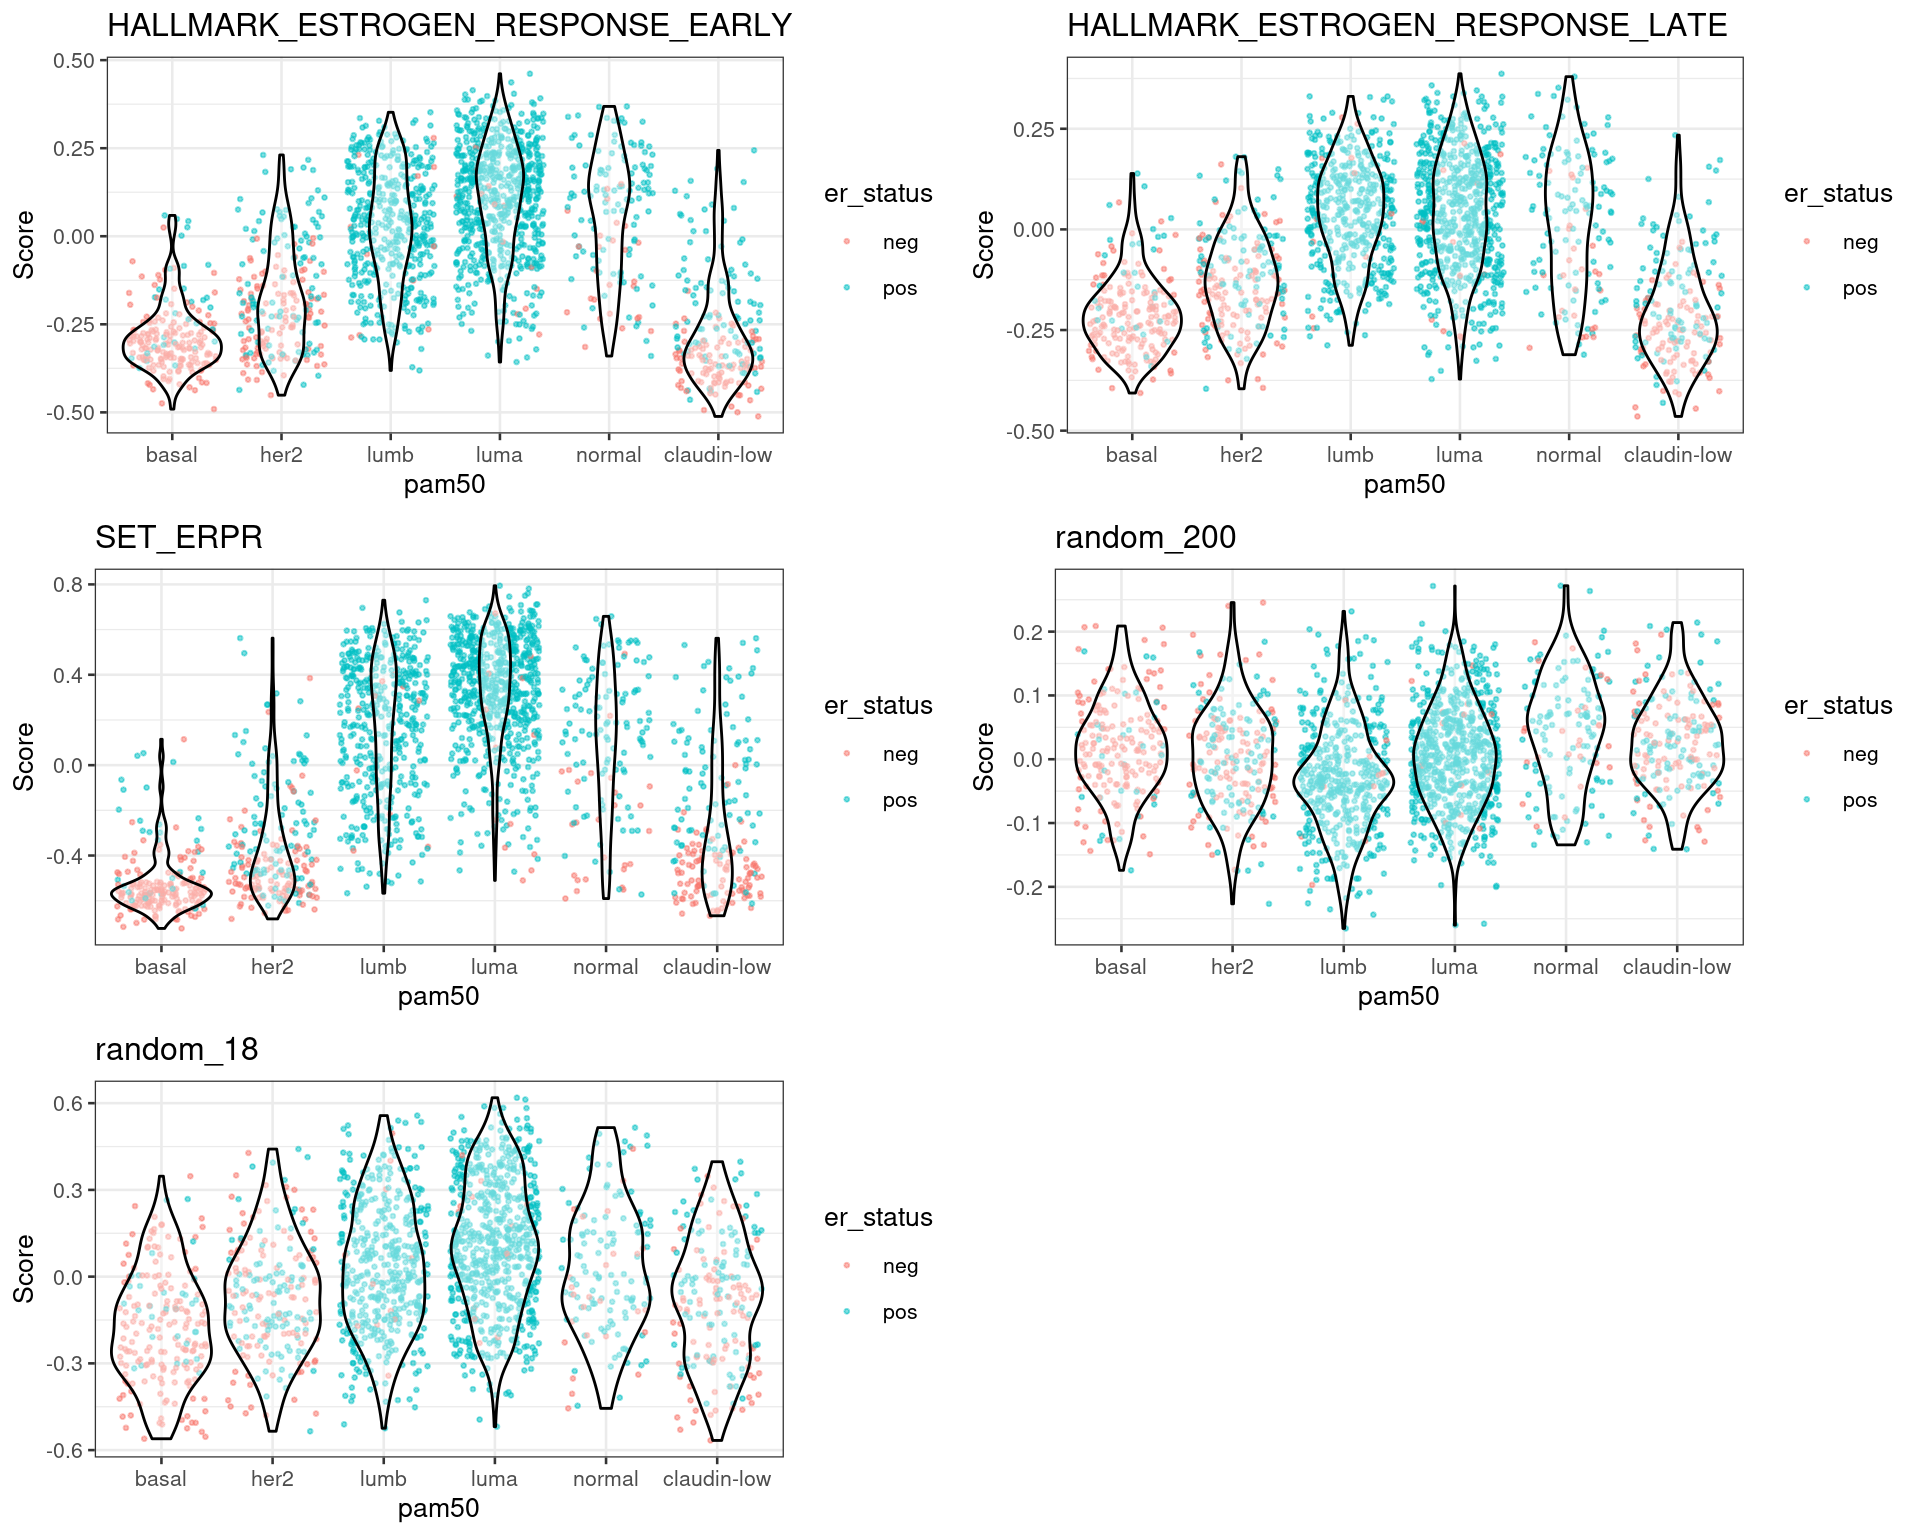 HALLMARK_ESTROGEN_RESPONSE_EARLY
Score
0.50
0.25
0.00
-0.25
-0.50
basal her2 lumb luma normal claudin-low
pam50
er_status
neg
pos
HALLMARK_ESTROGEN_RESPONSE_LATE
Score
0.25
0.00
-0.25
-0.50
basal her2 lumb luma normal claudin-low
pam50
er_status
neg
pos
SET_ERPR
Score
0.8
0.4
0.0
-0.4
basal her2 lumb luma normal claudin-low
pam50
er_status
neg
pos
random_200
Score
0.2
0.1
0.0
-0.1
-0.2
basal her2 lumb luma normal claudin-low
pam50
er_status
neg
pos
random_18
Score
0.6
0.3
0.0
-0.3
-0.6
basal her2 lumb luma normal claudin-low
pam50
er_status
neg
pos